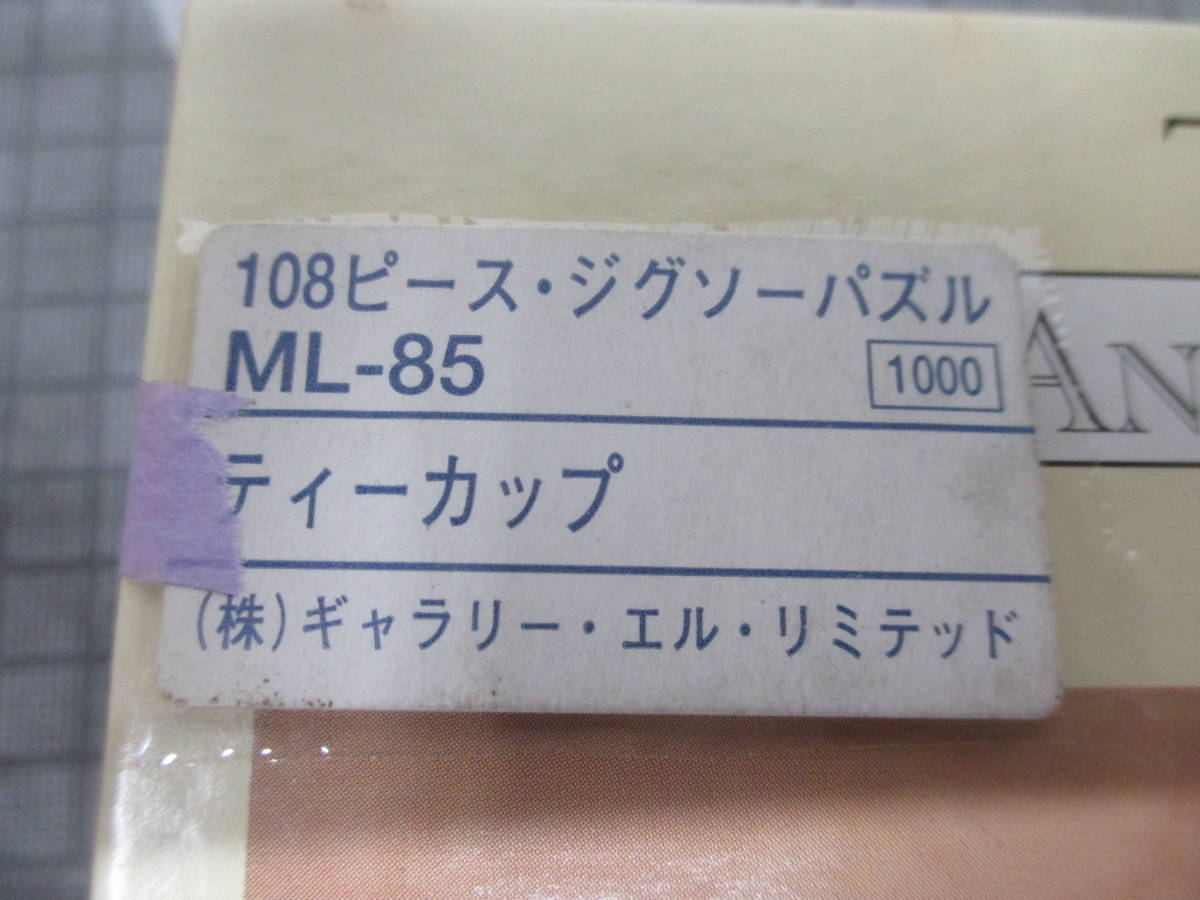 108ピース・ジグソーパズル
ML-85
1000
ティーカップ
(株)ギャラリー・エル・リミテッド
AN